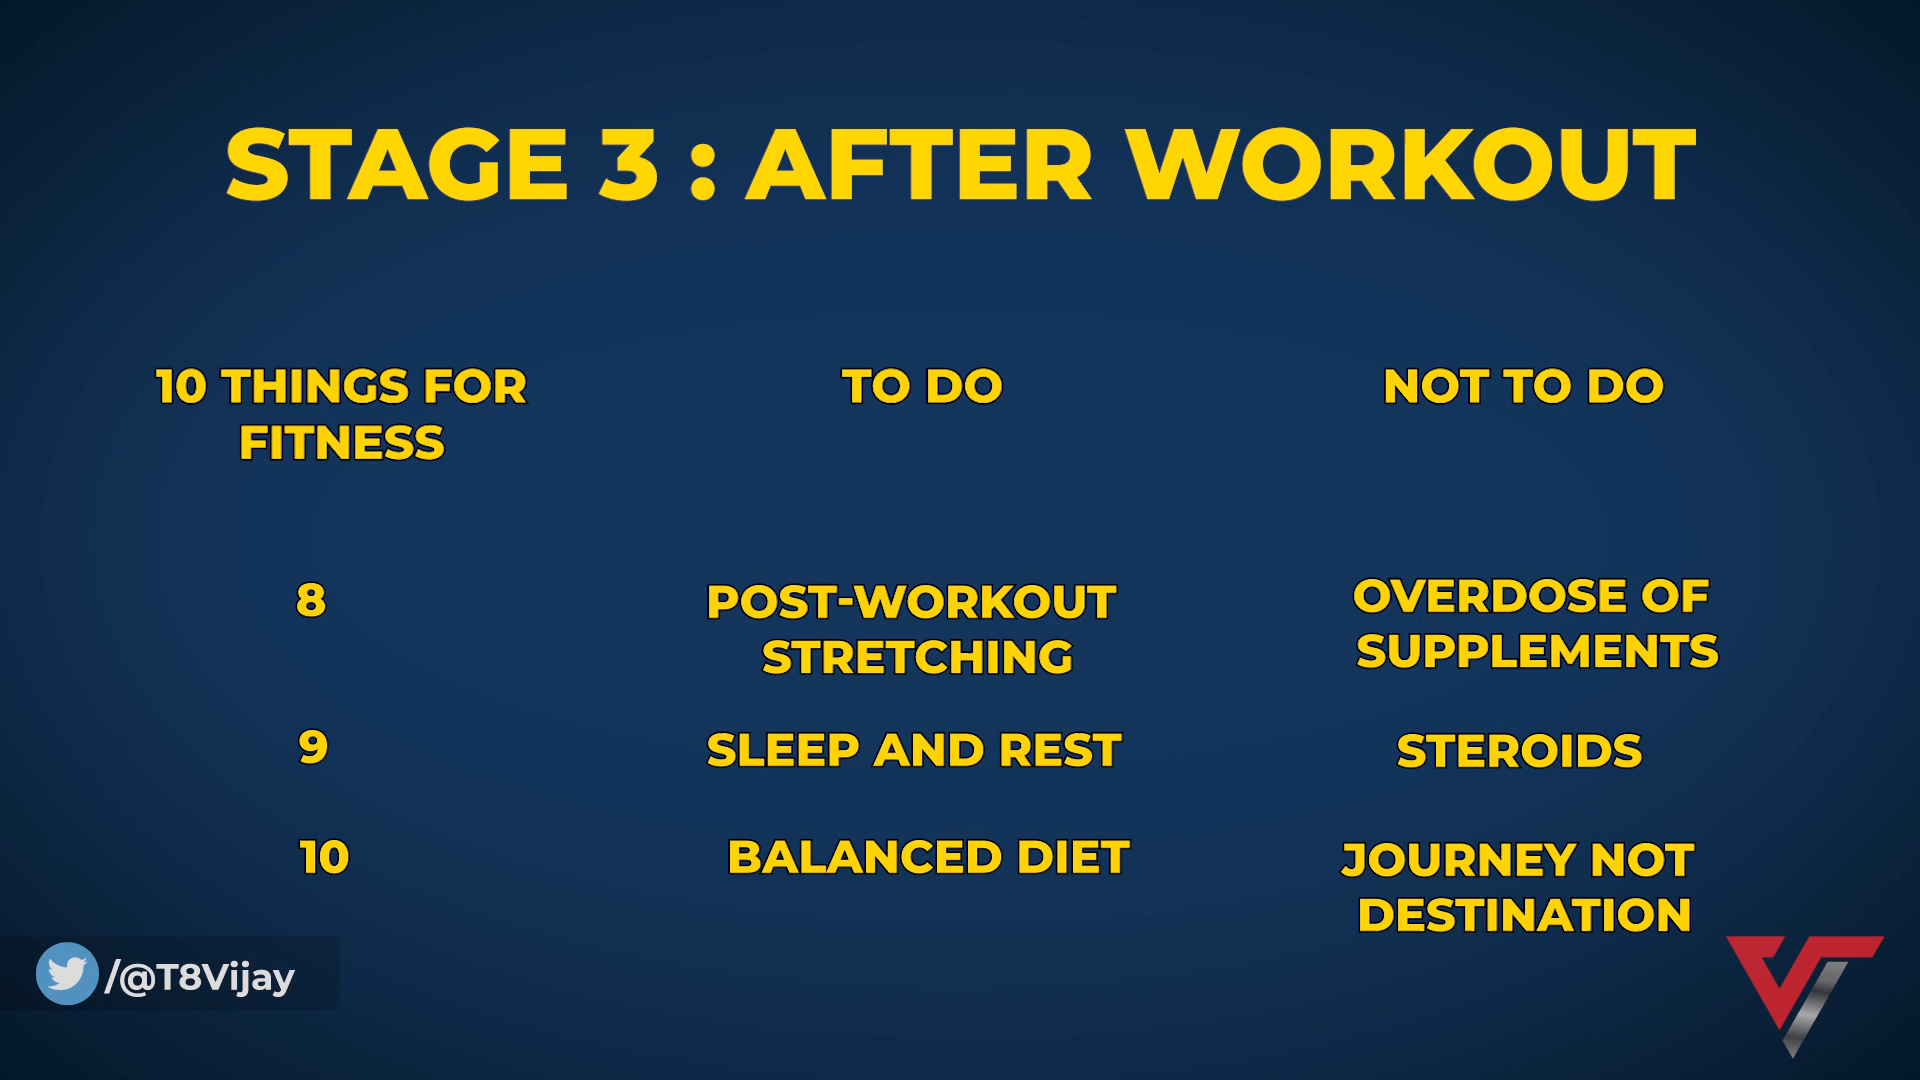 STAGE 3 : AFTER WORKOUT
10 THINGS FOR
FITNESS
TO DO
NOT TO DO
8
POST-WORKOUT
STRETCHING
OVERDOSE OF
SUPPLEMENTS
9
SLEEP AND REST
STEROIDS
10
BALANCED DIET
JOURNEY NOT
DESTINATION
/@T8Vijay